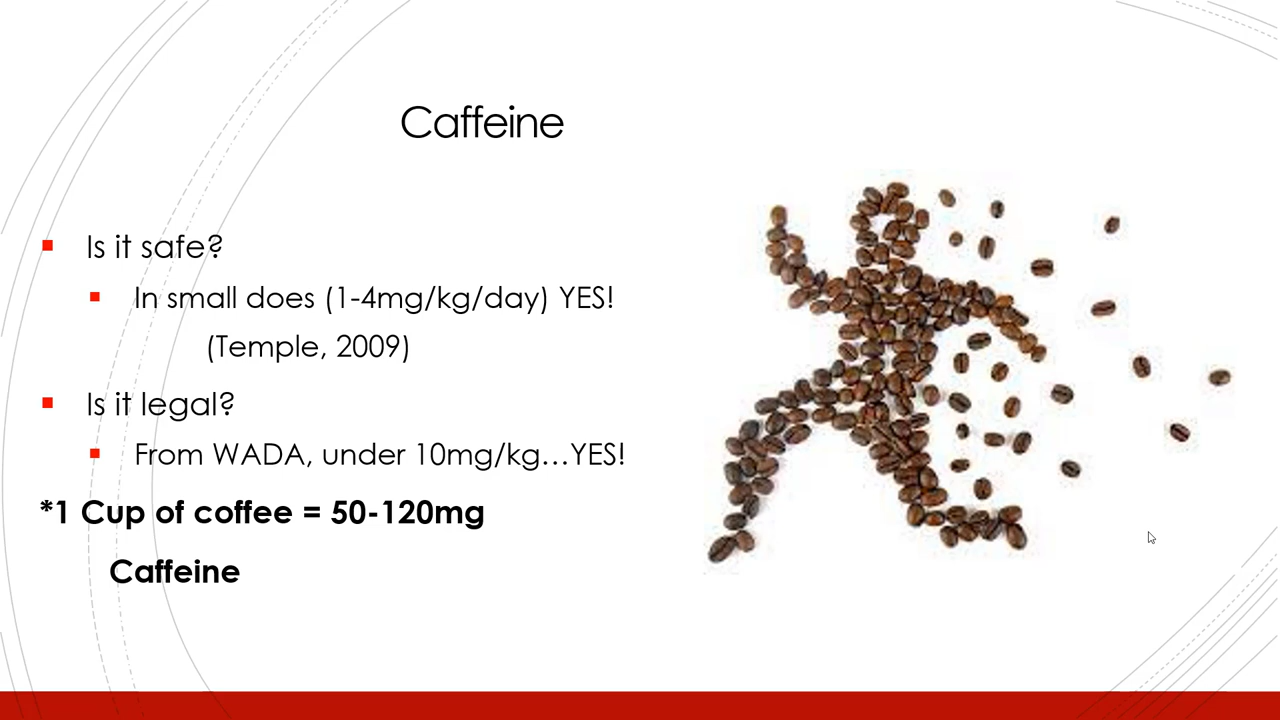 Caffeine
Is it safe?
In small does (1-4mg/kg/day) YES!
(Temple, 2009)
Is it legal?
From WADA, under 10mg/kg…YES!
*1 Cup of coffee = 50-120mg
Caffeine